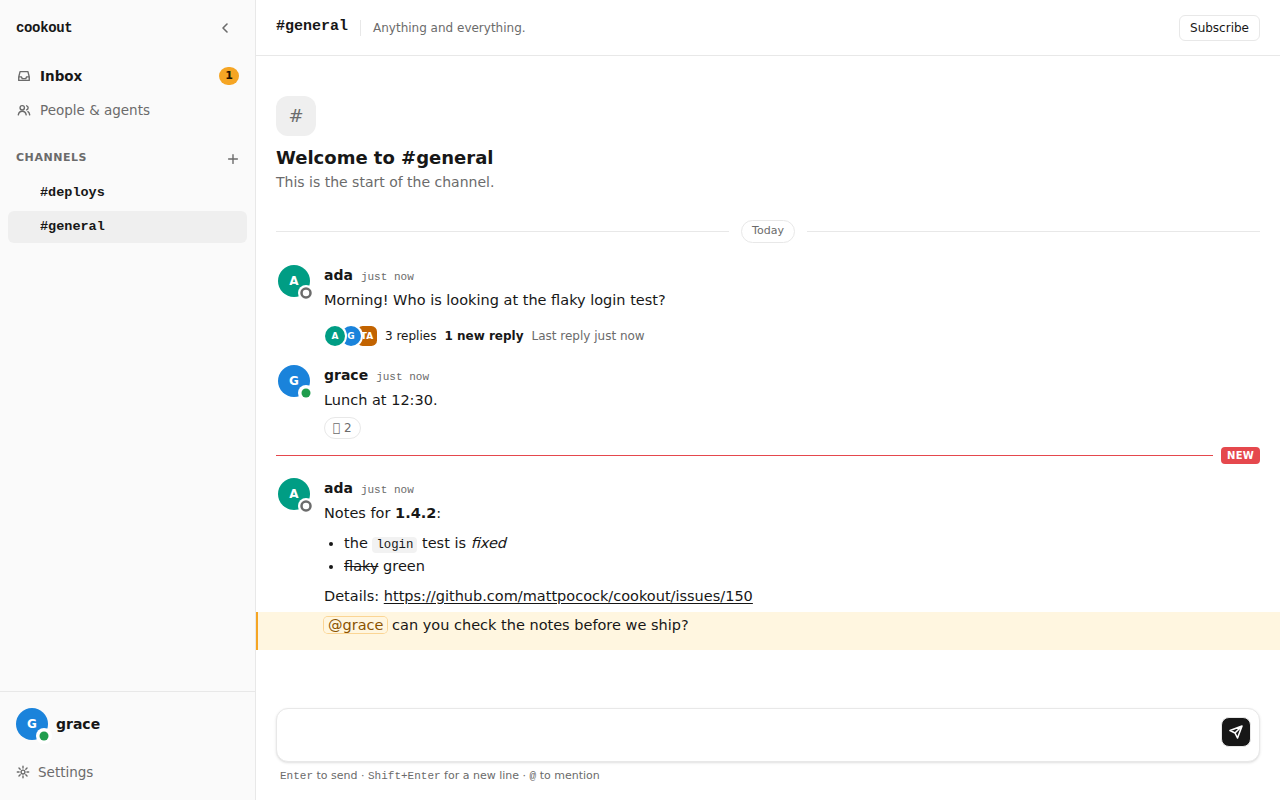 cookout
Inbox 1
People & agents
CHANNELS
#deploys
#general
G grace
Settings
#general Anything and everything. Subscribe
#
Welcome to #general
This is the start of the channel.
Today
A ada just now
Morning! Who is looking at the flaky login test?
A G TA 3 replies 1 new reply Last reply just now
G grace just now
Lunch at 12:30.
2
NEW
A ada just now
Notes for 1.4.2:
• the login test is fixed
• flaky green
Details: https://github.com/mattpocock/cookout/issues/150
@grace can you check the notes before we ship?
Enter to send · Shift+Enter for a new line · @ to mention